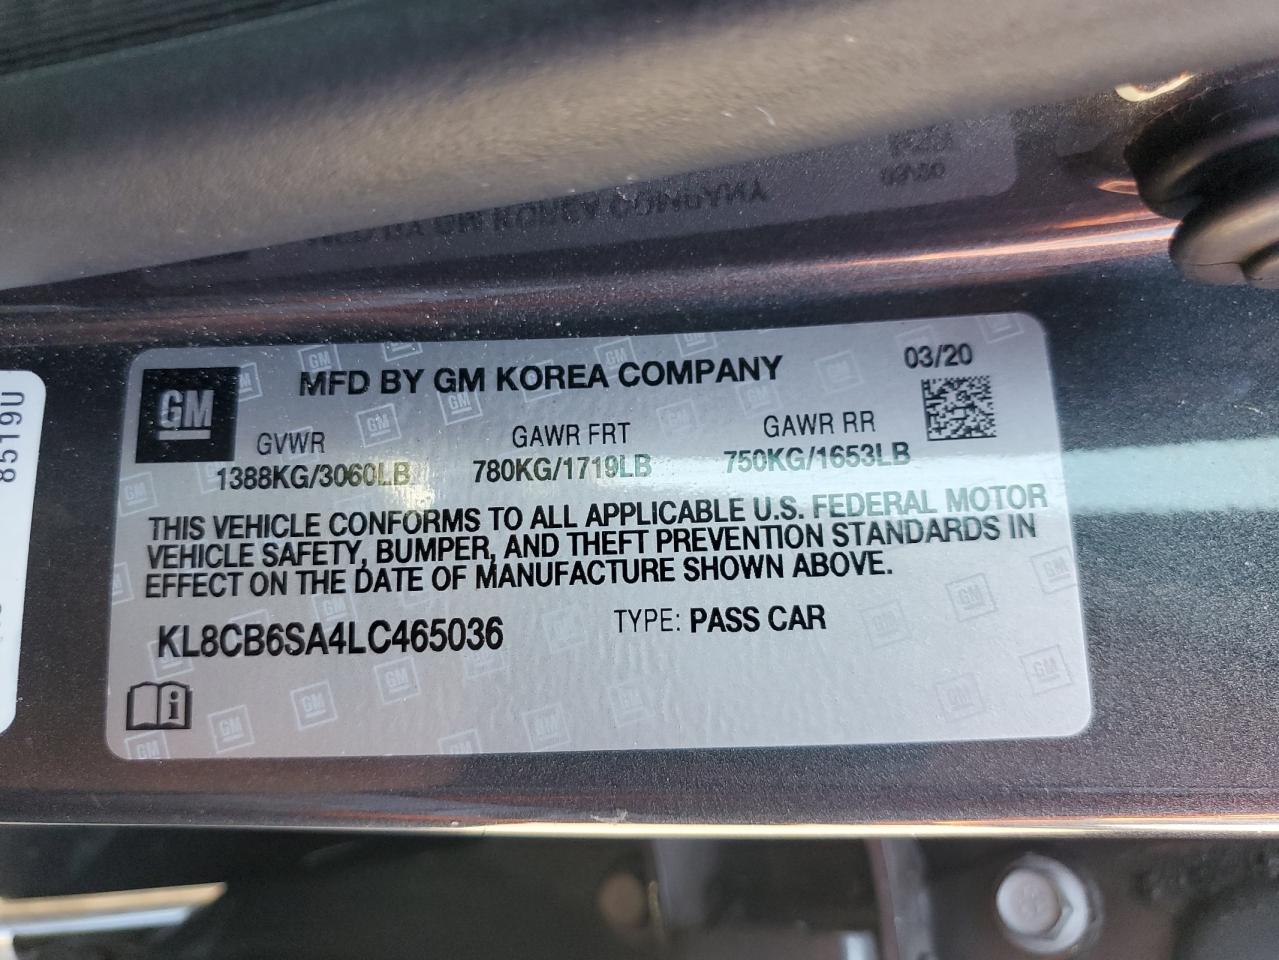 GM
MFD BY GM KOREA COMPANY
03/20
GVWR
GAWR FRT
GAWR RR
1388KG/3060LB
780KG/1719LB
750KG/1653LB
THIS VEHICLE CONFORMS TO ALL APPLICABLE U.S. FEDERAL MOTOR
VEHICLE SAFETY, BUMPER, AND THEFT PREVENTION STANDARDS IN
EFFECT ON THE DATE OF MANUFACTURE SHOWN ABOVE.
KL8CB6SA4LC465036
TYPE: PASS CAR
8519U